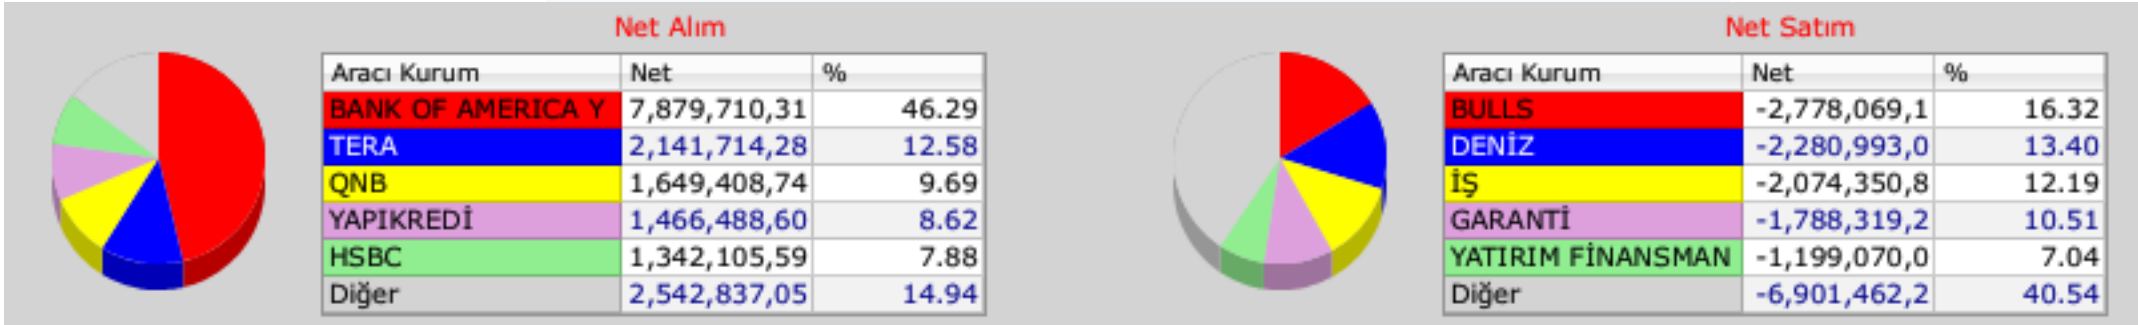 Net Alım
Aracı Kurum Net %
BANK OF AMERICA Y 7,879,710,31 46.29
TERA 2,141,714,28 12.58
QNB 1,649,408,74 9.69
YAPIKREDİ 1,466,488,60 8.62
HSBC 1,342,105,59 7.88
Diğer 2,542,837,05 14.94
Net Satım
Aracı Kurum Net %
BULLS -2,778,069,1 16.32
DENİZ -2,280,993,0 13.40
İŞ -2,074,350,8 12.19
GARANTİ -1,788,319,2 10.51
YATIRIM FİNANSMAN -1,199,070,0 7.04
Diğer -6,901,462,2 40.54